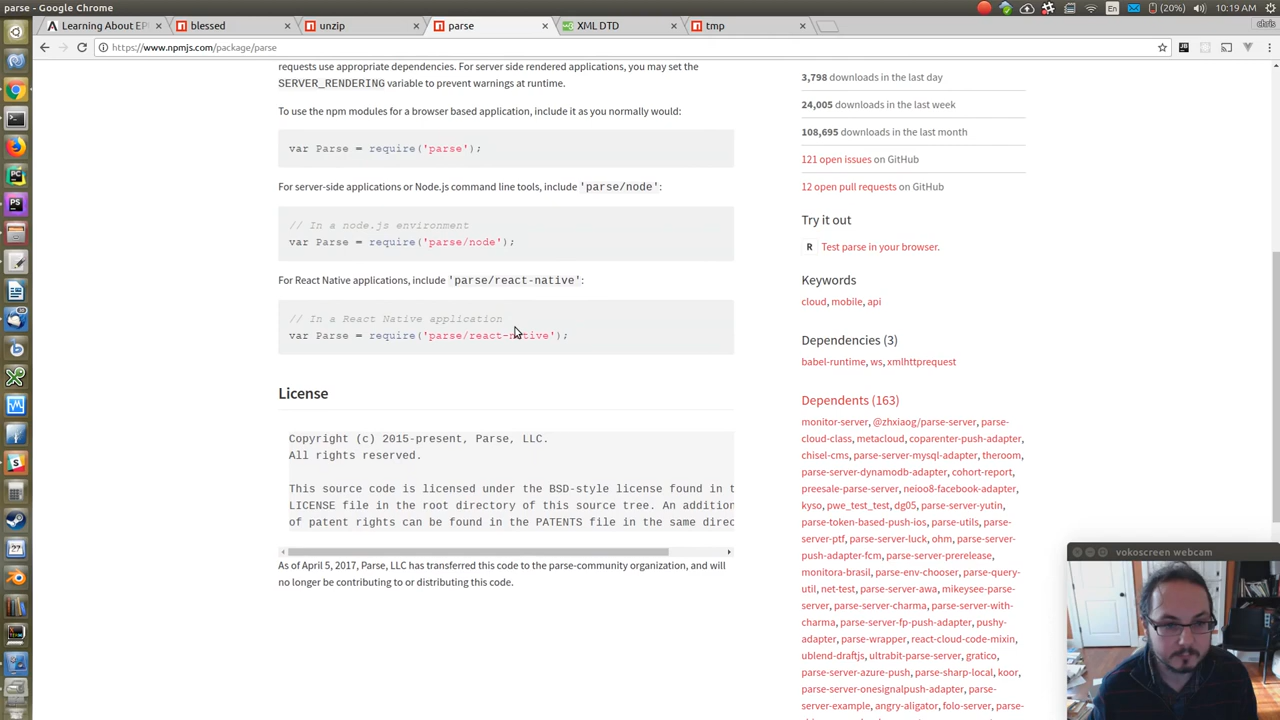 parse - Google Chrome
En
(20%)
10:19 AM
Learning About EP
blessed
unzip
parse
XML DTD
tmp
https://www.npmjs.com/package/parse
requests use appropriate dependencies. For server side rendered applications, you may set the
SERVER_RENDERING variable to prevent warnings at runtime.
To use the npm modules for a browser based application, include it as you normally would:
var Parse = require('parse');
For server-side applications or Node.js command line tools, include 'parse/node':
// In a node.js environment
var Parse = require('parse/node');
For React Native applications, include 'parse/react-native':
// In a React Native application
var Parse = require('parse/react-native');
License
Copyright (c) 2015-present, Parse, LLC.
All rights reserved.
This source code is licensed under the BSD-style license found in t
LICENSE file in the root directory of this source tree. An addition
of patent rights can be found in the PATENTS file in the same direc
As of April 5, 2017, Parse, LLC has transferred this code to the parse-community organization, and will
no longer be contributing to or distributing this code.
3,798 downloads in the last day
24,005 downloads in the last week
108,695 downloads in the last month
121 open issues on GitHub
12 open pull requests on GitHub
Try it out
R Test parse in your browser.
Keywords
cloud, mobile, api
Dependencies (3)
babel-runtime, ws, xmlhttprequest
Dependents (163)
monitor-server, @zhxiaog/parse-server, parse-
cloud-class, metacloud, coparenter-push-adapter,
chisel-cms, parse-server-mysql-adapter, theroom,
parse-server-dynamodb-adapter, cohort-report,
preesale-parse-server, neioo8-facebook-adapter,
kyso, pwe_test_test, dg05, parse-server-yutin,
parse-token-based-push-ios, parse-utils, parse-
server-ptf, parse-server-luck, ohm, parse-server-
push-adapter-fcm, parse-server-prerelease,
monitora-brasil, parse-env-chooser, parse-query-
util, net-test, parse-server-awa, mikeysee-parse-
server, parse-server-charma, parse-server-with-
charma, parse-server-fp-push-adapter, pushy-
adapter, parse-wrapper, react-cloud-code-mixin,
ublend-draftjs, ultrabit-parse-server, gratico,
parse-server-azure-push, parse-sharp-local, koor,
parse-server-onesignalpush-adapter, parse-
server-example, angry-aligator, folo-server, parse-
vokoscreen webcam